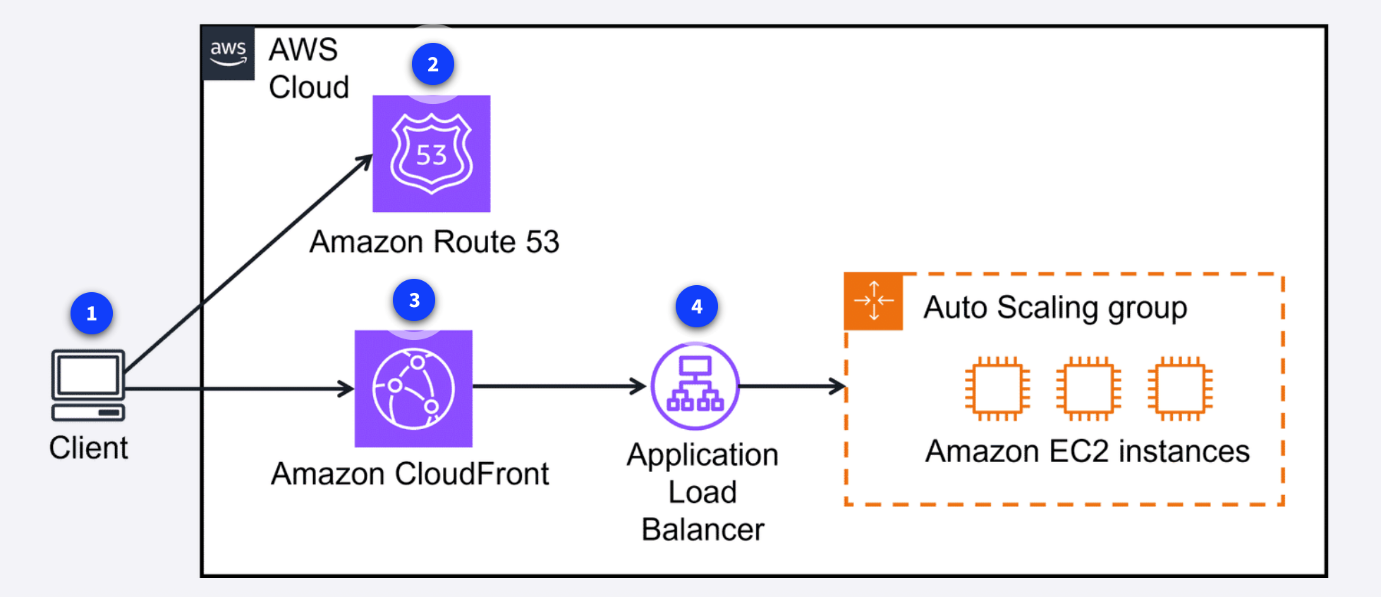 aws
AWS
Cloud
2
53
Amazon Route 53
1
Client
3
Amazon CloudFront
4
Application
Load
Balancer
Auto Scaling group
Amazon EC2 instances